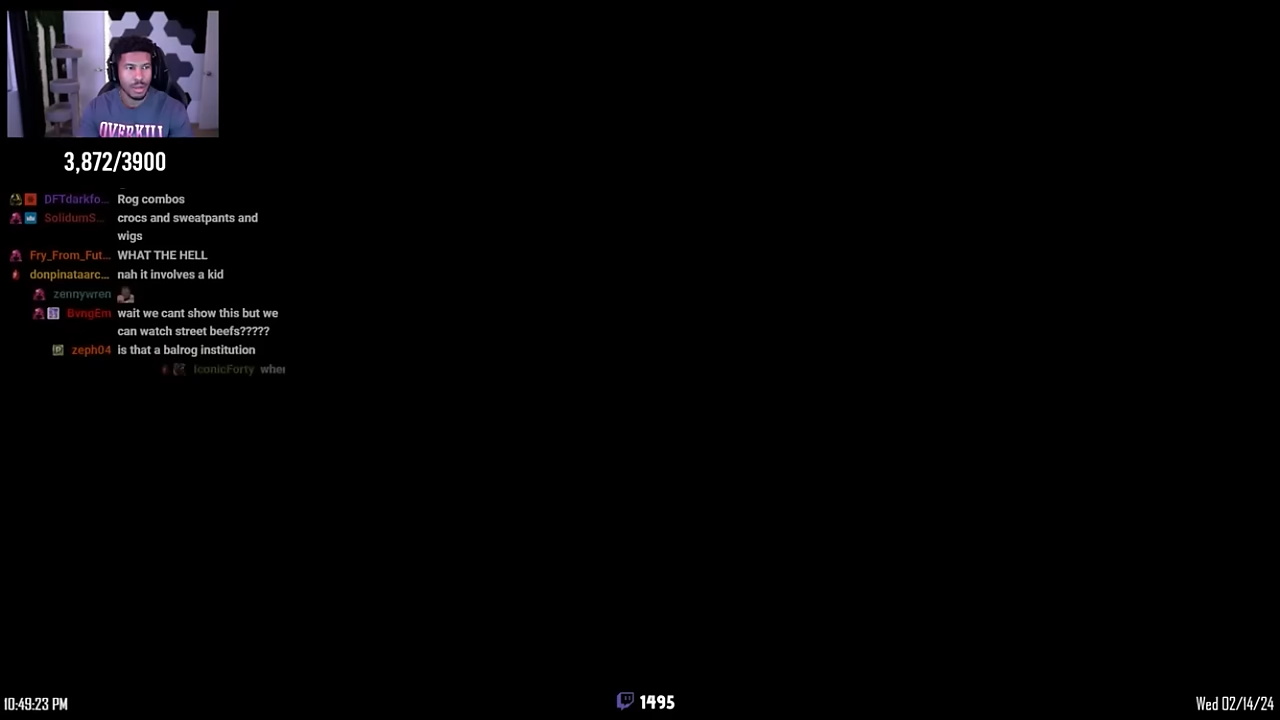 OVERKILL
3,872/3900
DFTdarkfo... Rog combos
SolidumS... crocs and sweatpants and
wigs
Fry_From_Fut... WHAT THE HELL
donpinataarc... nah it involves a kid
zennywren
BvngEm wait we cant show this but we
can watch street beefs?????
zeph04 is that a balrog institution
IconicForty
10:49:23 PM
1495
Wed 02/14/24